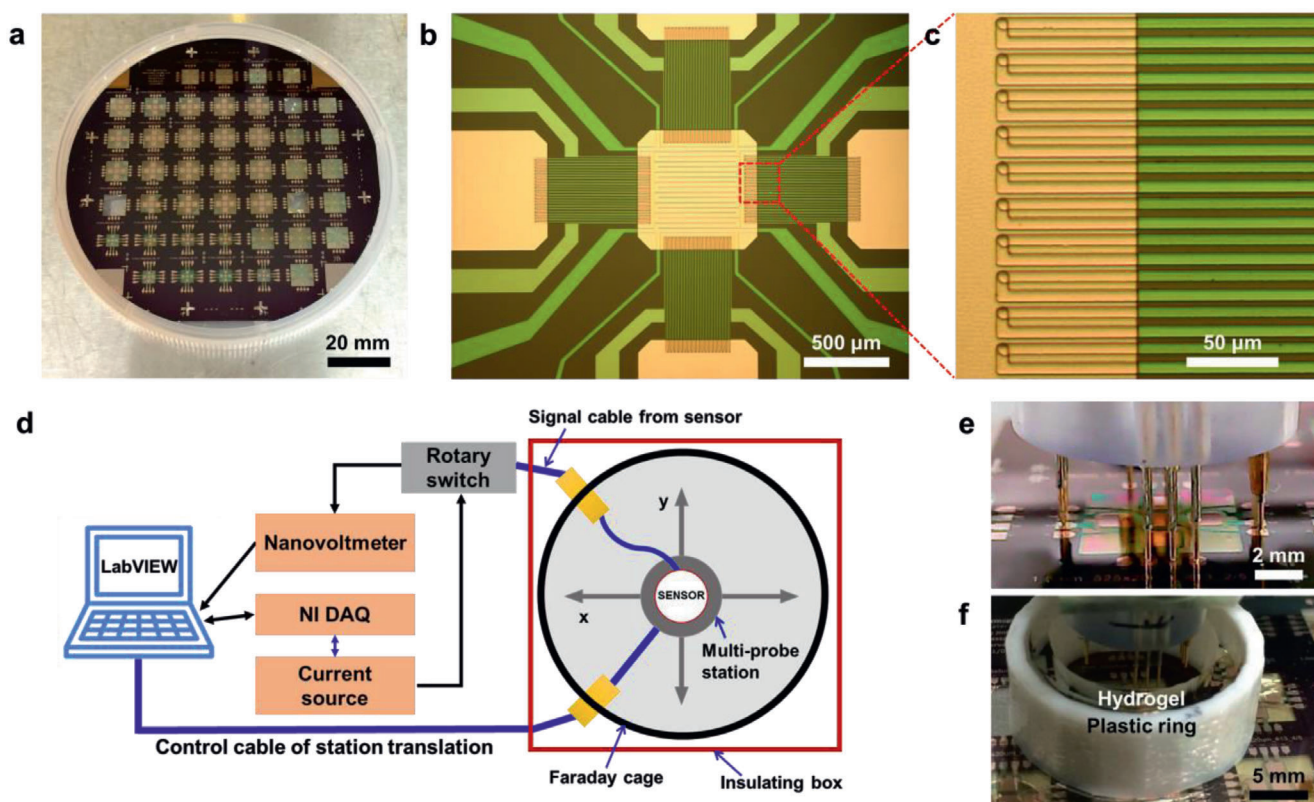 a
20 mm
b
500 µm
c
50 µm
d
Signal cable from sensor
Rotary
switch
Nanovoltmeter
LabVIEW
NI DAQ
Current
source
y
x
SENSOR
Multi-probe
station
Control cable of station translation
Faraday cage
Insulating box
e
2 mm
f
Hydrogel
Plastic ring
5 mm